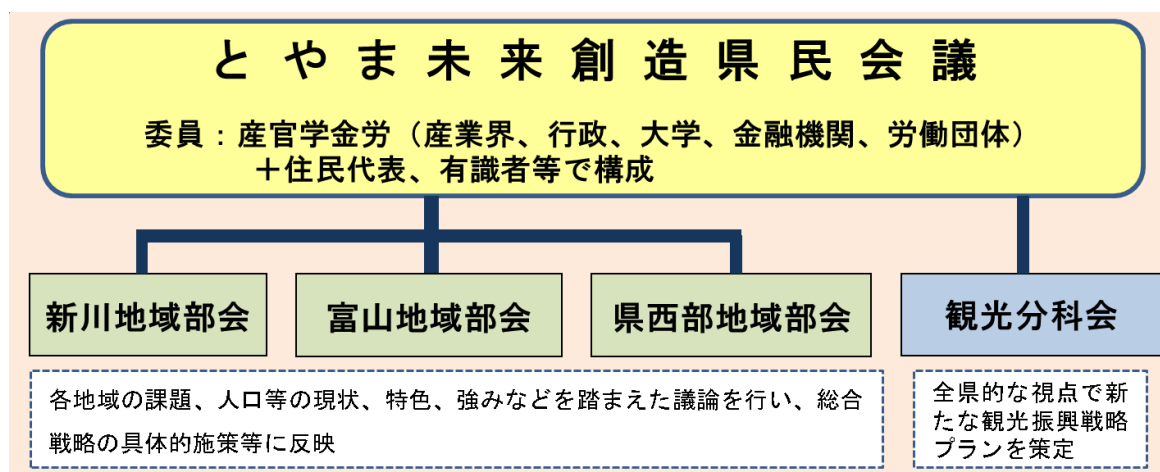 とやま未来創造県民会議
委員：産官学金労（産業界、行政、大学、金融機関、労働団体）
＋住民代表、有識者等で構成
新川地域部会
富山地域部会
県西部地域部会
観光分科会
各地域の課題、人口等の現状、特色、強みなどを踏まえた議論を行い、総合
戦略の具体的施策等に反映
全県的な視点で新
たな観光振興戦略
プランを策定